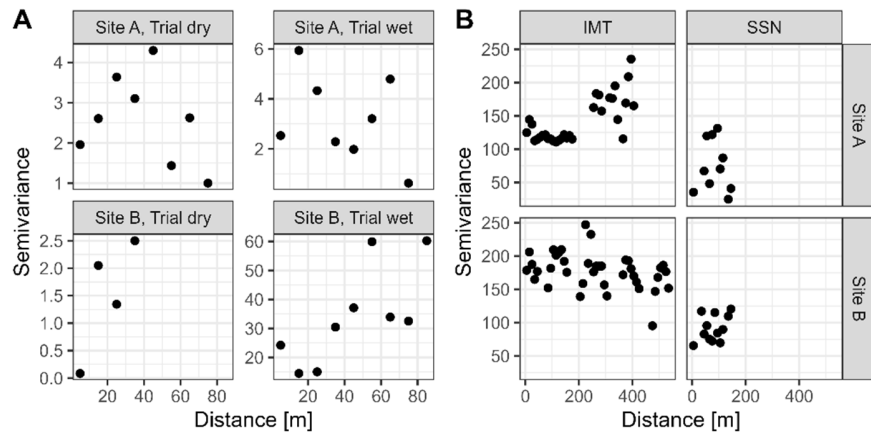 A
Site A, Trial dry
Site A, Trial wet
4
3
2
1
6
4
2
Site B, Trial dry
Site B, Trial wet
2.5
2.0
1.5
1.0
0.5
0.0
60
50
40
30
20
20 40 60 80
20 40 60 80
Semivariance
Distance [m]
B
IMT
SSN
250
200
150
100
50
Site A
250
200
150
100
50
Site B
0 200 400
0 200 400
Semivariance
Distance [m]